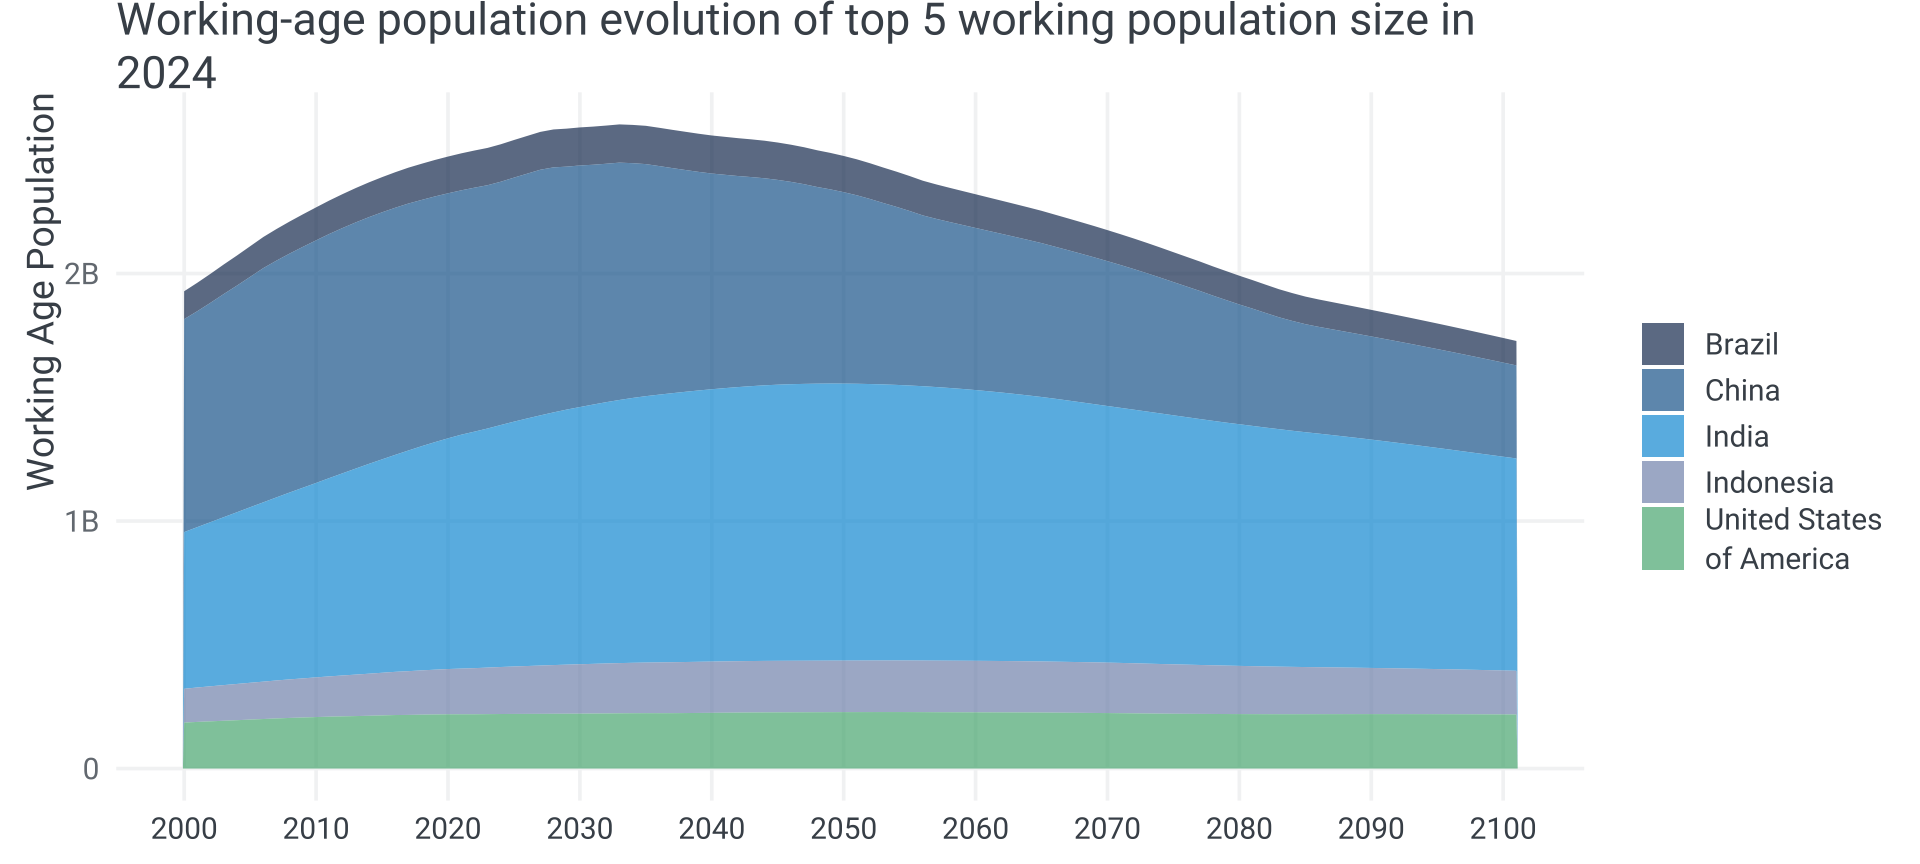 Working-age population evolution of top 5 working population size in
2024
Working Age Population
2B
1B
0
2000 2010 2020 2030 2040 2050 2060 2070 2080 2090 2100
Brazil
China
India
Indonesia
United States
of America